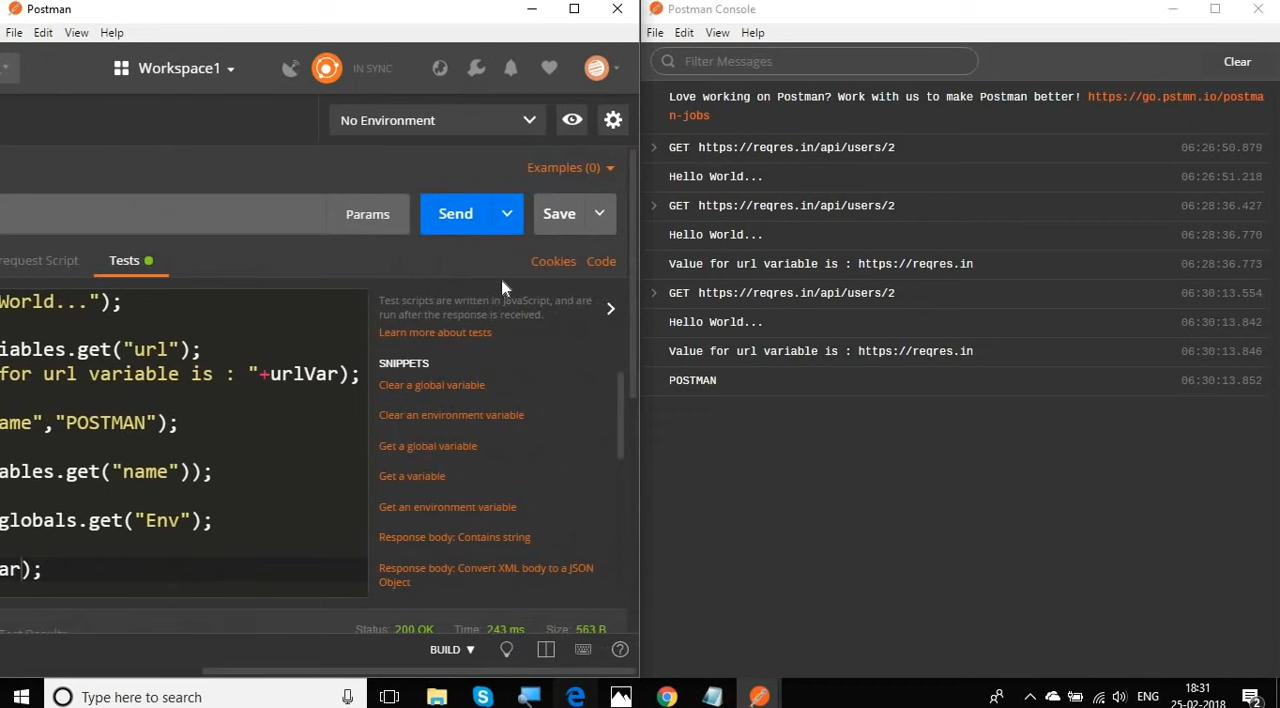 Postman
File Edit View Help
Workspace1
IN SYNC
No Environment
Examples (0)
Params Send Save
request Script Tests Cookies Code
World...");
iables.get("url");
for url variable is : "+urlVar);
ame","POSTMAN");
ables.get("name"));
globals.get("Env");
ar);
Test scripts are written in JavaScript, and are
run after the response is received.
Learn more about tests
SNIPPETS
Clear a global variable
Clear an environment variable
Get a global variable
Get a variable
Get an environment variable
Response body: Contains string
Response body: Convert XML body to a JSON
Object
Test Results Status: 200 OK Time: 243 ms Size: 563 B
BUILD
Postman Console
File Edit View Help
Filter Messages Clear
Love working on Postman? Work with us to make Postman better! https://go.pstmn.io/postma
n-jobs
GET https://reqres.in/api/users/2 06:26:50.879
Hello World... 06:26:51.218
GET https://reqres.in/api/users/2 06:28:36.427
Hello World... 06:28:36.770
Value for url variable is : https://reqres.in 06:28:36.773
GET https://reqres.in/api/users/2 06:30:13.554
Hello World... 06:30:13.842
Value for url variable is : https://reqres.in 06:30:13.846
POSTMAN 06:30:13.852
Type here to search
ENG
18:31
25-02-2018
2